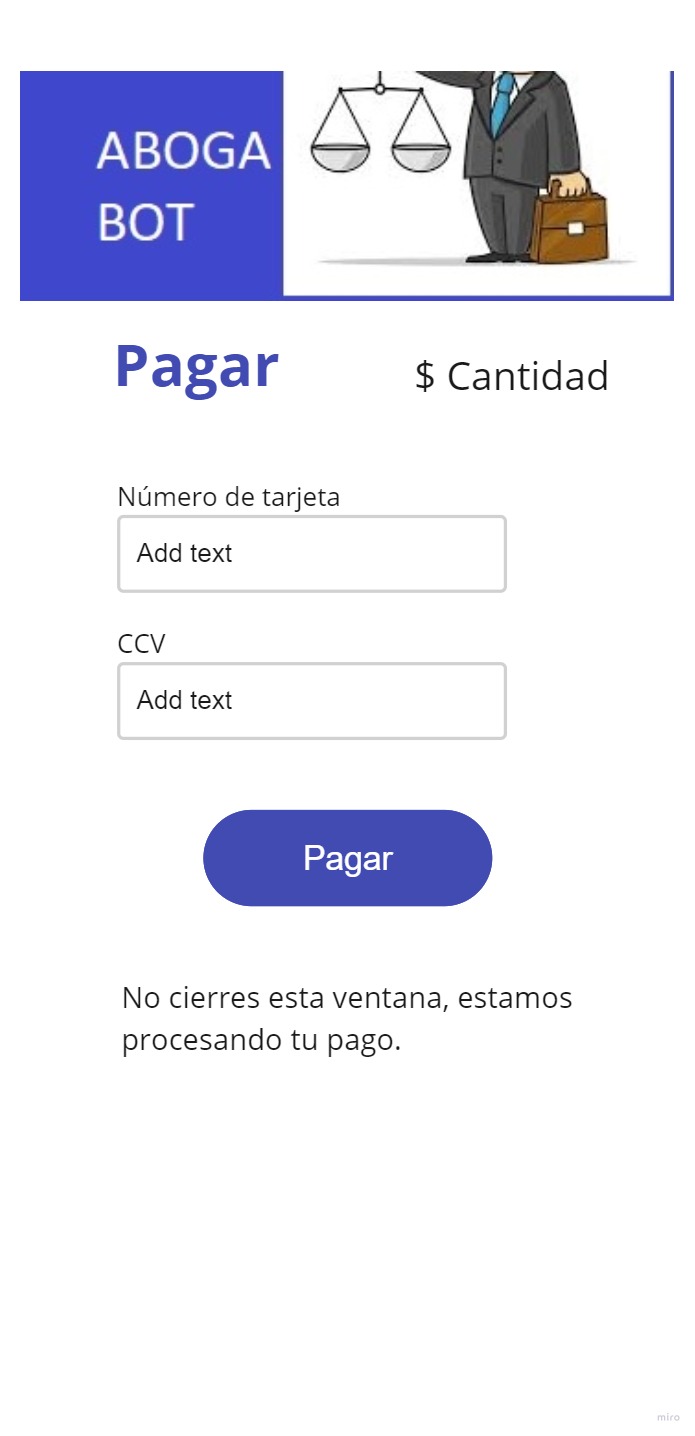 ABOGA
BOT
Pagar
$ Cantidad
Número de tarjeta
Add text
CCV
Add text
Pagar
No cierres esta ventana, estamos
procesando tu pago.
miro